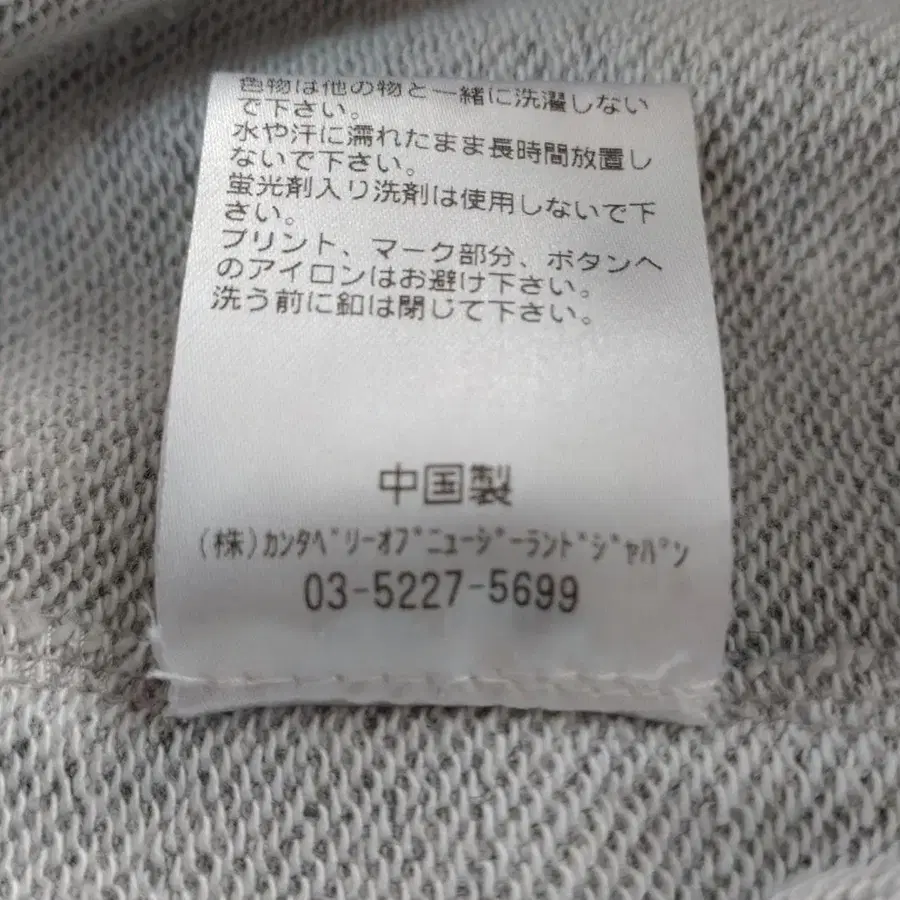 色物は他の物と一緒に洗濯しない
で下さい。
水や汗に濡れたまま長時間放置し
ないで下さい。
蛍光剤入り洗剤は使用しないで下
さい。
プリント、マーク部分、ボタンへ
のアイロンはお避け下さい。
洗う前に釦は閉じて下さい。
中国製
(株)ｶﾝﾀﾍﾞﾘｰｵﾌﾞﾆｭｰｼﾞｰﾗﾝﾄﾞｼﾞｬﾊﾟﾝ
03-5227-5699